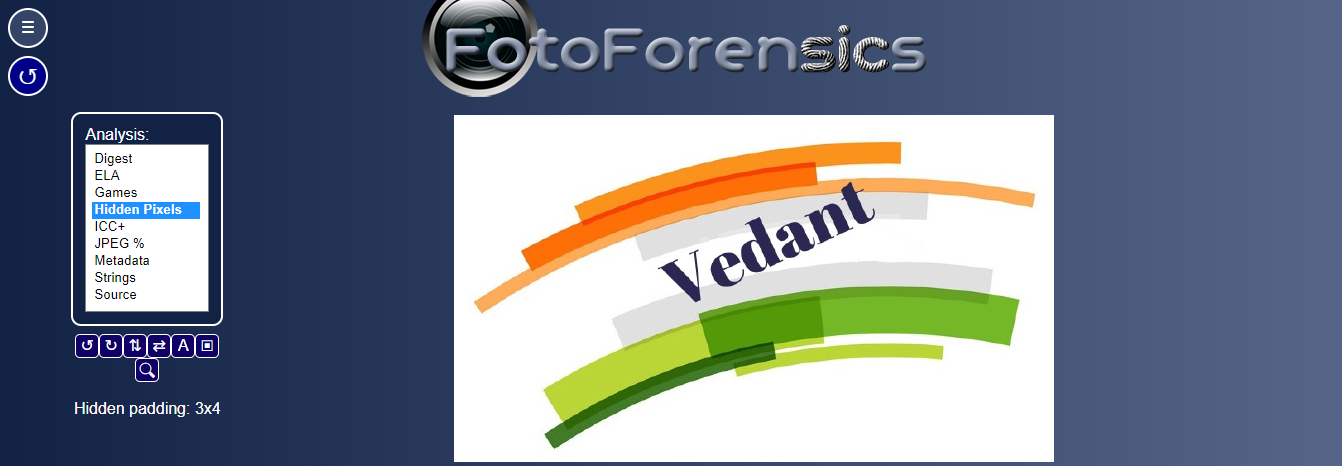 FotoForensics
Analysis:
Digest
ELA
Games
Hidden Pixels
ICC+
JPEG %
Metadata
Strings
Source
A
Hidden padding: 3x4
Vedant